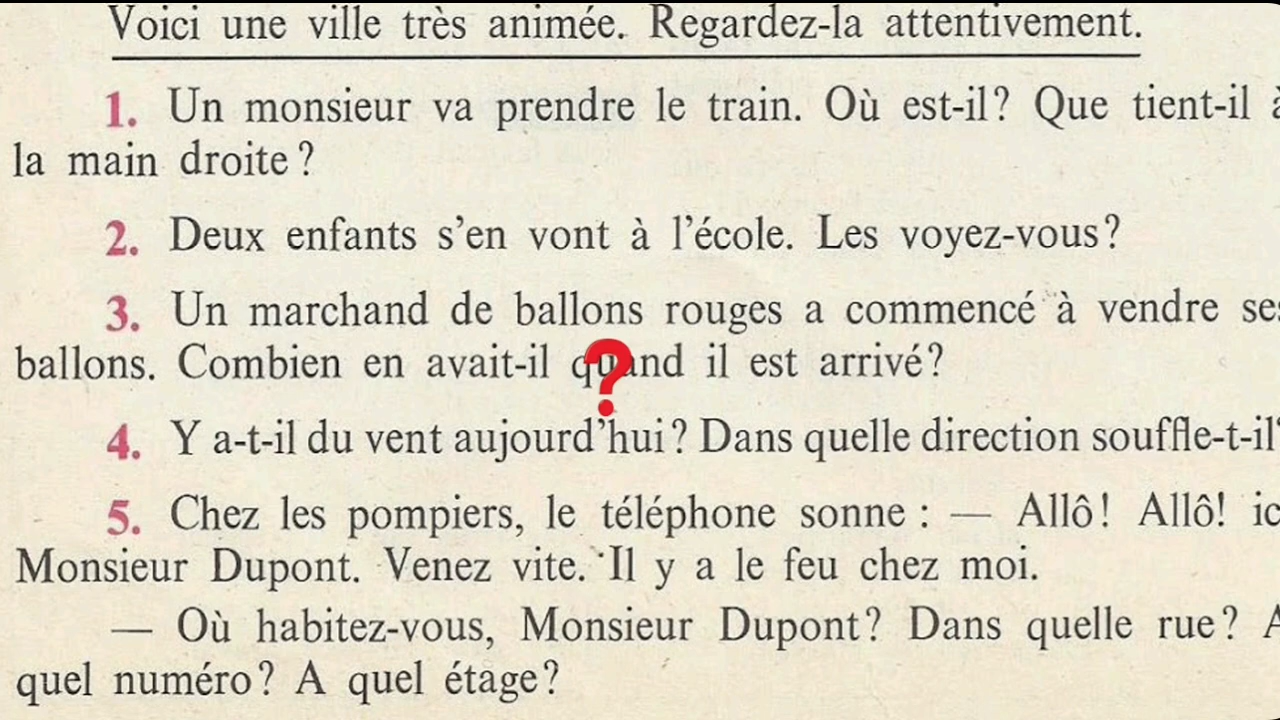 Voici une ville très animée. Regardez-la attentivement.
1. Un monsieur va prendre le train. Où est-il? Que tient-il à
la main droite?
2. Deux enfants s'en vont à l'école. Les voyez-vous?
3. Un marchand de ballons rouges a commencé à vendre ses
ballons. Combien en avait-il quand il est arrivé?
❓
4. Y a-t-il du vent aujourd'hui? Dans quelle direction souffle-t-il?
5. Chez les pompiers, le téléphone sonne : — Allô! Allô! ic
Monsieur Dupont. Venez vite. Il y a le feu chez moi.
— Où habitez-vous, Monsieur Dupont? Dans quelle rue? A
quel numéro? A quel étage?